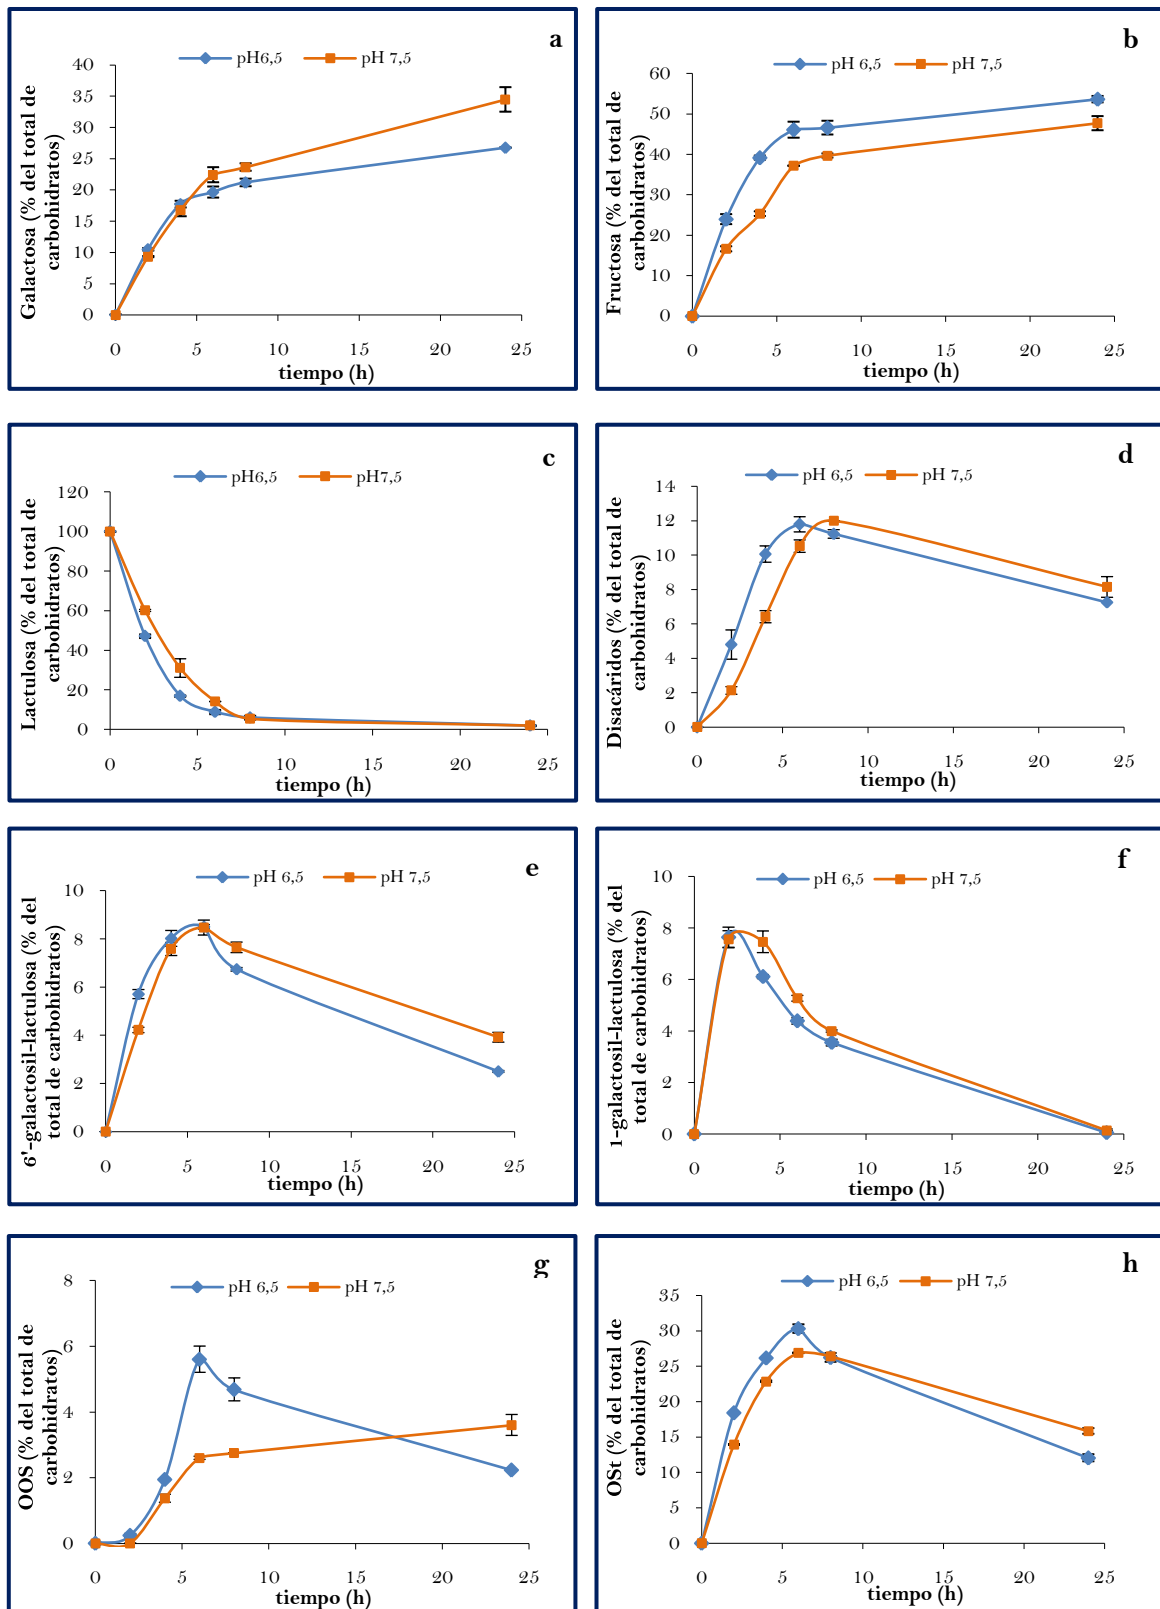 a
pH6,5 pH 7,5
Galactosa (% del total de
carbohidratos)
40
35
30
25
20
15
10
5
0
0 5 10 15 20 25
tiempo (h)
b
pH 6,5 pH 7,5
Fructosa (% del total de
carbohidratos)
60
50
40
30
20
10
0
0 5 10 15 20 25
tiempo (h)
c
pH6,5 pH7,5
Lactulosa (% del total de
carbohidratos)
120
100
80
60
40
20
0
0 5 10 15 20 25
tiempo (h)
d
pH 6,5 pH 7,5
Disacáridos (% del total de
carbohidratos)
14
12
10
8
6
4
2
0
0 5 10 15 20 25
tiempo (h)
e
pH 6,5 pH 7,5
6'-galactosil-lactulosa (% del
total de carbohidratos)
10
8
6
4
2
0
0 5 10 15 20 25
tiempo (h)
f
pH 6,5 pH 7,5
1-galactosil-lactulosa (% del
total de carbohidratos)
10
8
6
4
2
0
0 5 10 15 20 25
tiempo (h)
g
pH 6,5 pH 7,5
OOS (% del total de
carbohidratos)
8
6
4
2
0
0 5 10 15 20 25
tiempo (h)
h
pH 6,5 pH 7,5
OSt (% del total de
carbohidratos)
35
30
25
20
15
10
5
0
0 5 10 15 20 25
tiempo (h)